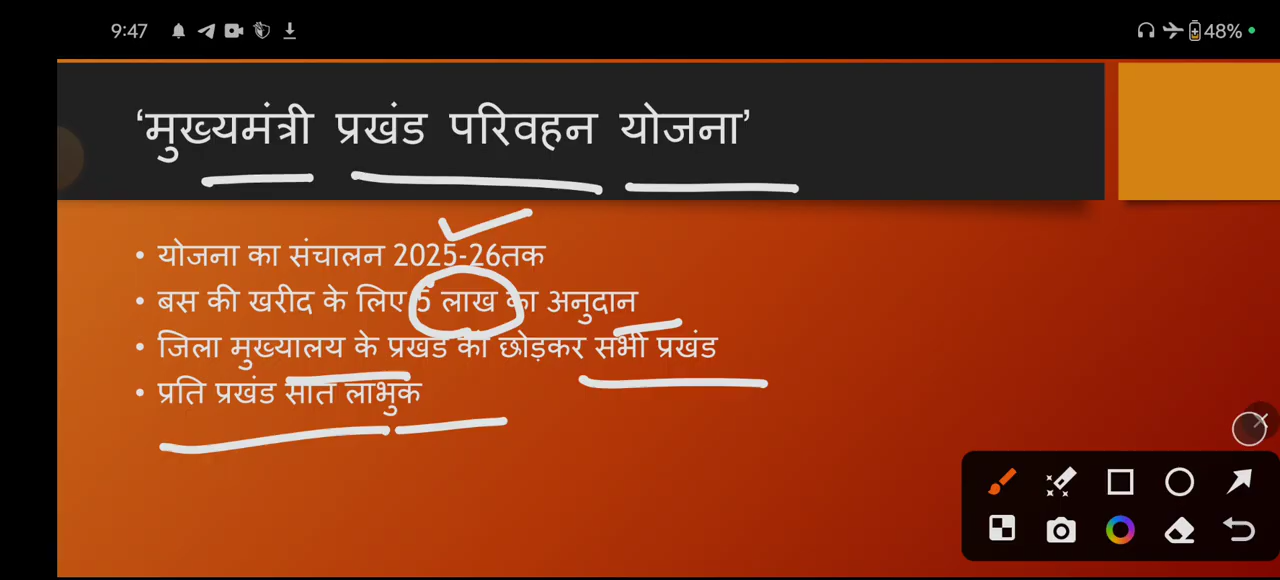 9:47
48%
‘मुख्यमंत्री प्रखंड परिवहन योजना’
• योजना का संचालन 2025-26तक
• बस की खरीद के लिए 5 लाख का अनुदान
• जिला मुख्यालय के प्रखंड को छोड़कर सभी प्रखंड
• प्रति प्रखंड सात लाभुक